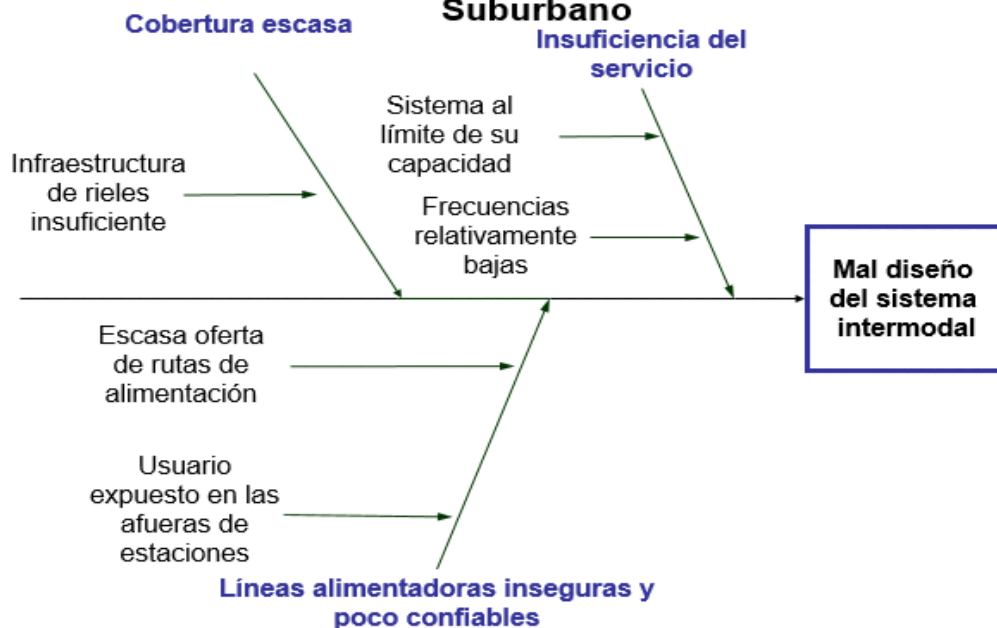 Suburbano
Cobertura escasa
Insuficiencia del
servicio
Sistema al
límite de su
capacidad
Infraestructura
de rieles
insuficiente
Frecuencias
relativamente
bajas
Mal diseño
del sistema
intermodal
Escasa oferta
de rutas de
alimentación
Usuario
expuesto en las
afueras de
estaciones
Líneas alimentadoras inseguras y
poco confiables